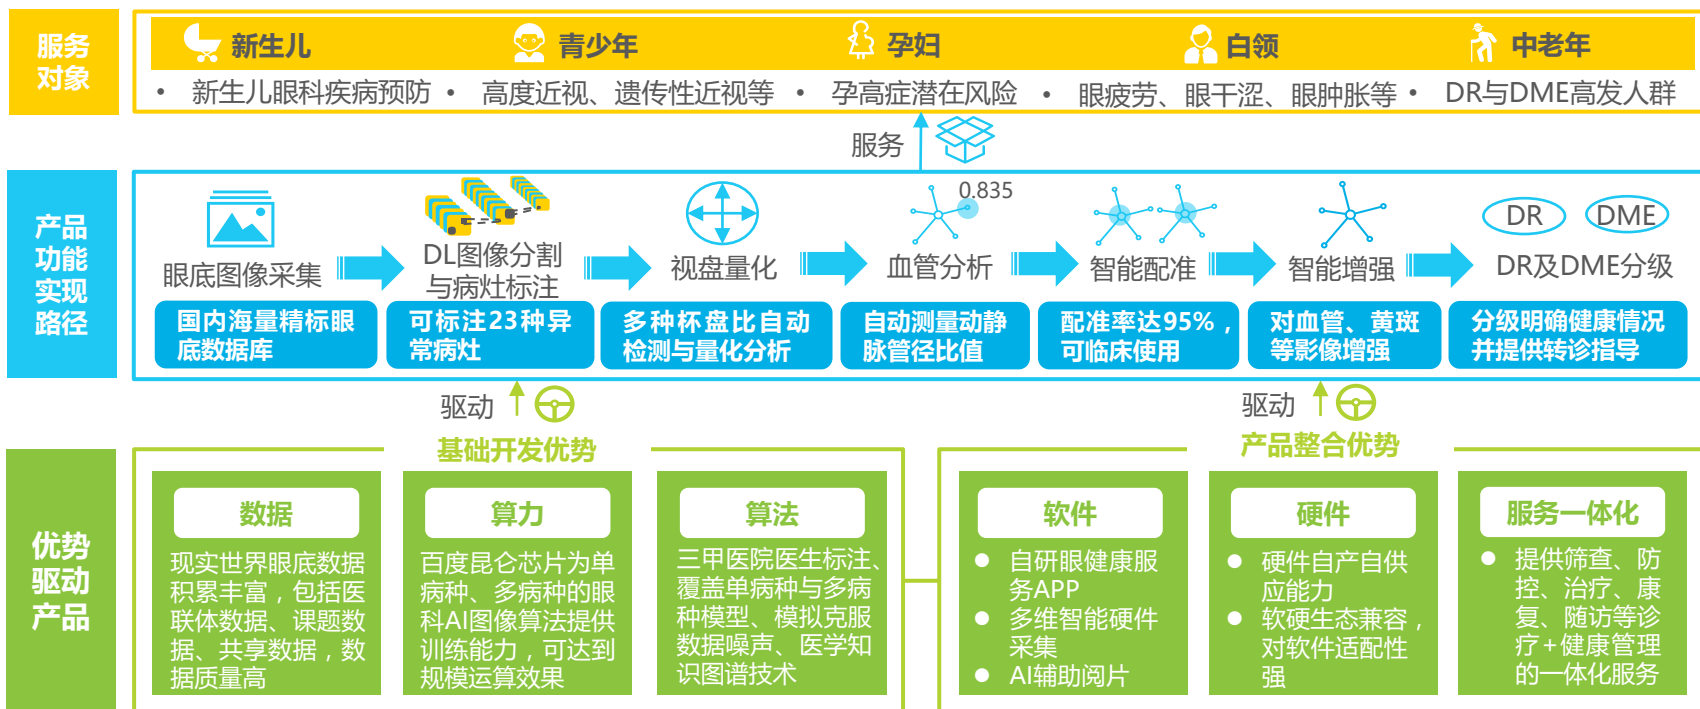 服务
对象
新生儿
青少年
孕妇
白领
中老年
• 新生儿眼科疾病预防
• 高度近视、遗传性近视等
• 孕高症潜在风险
• 眼疲劳、眼干涩、眼肿胀等
• DR与DME高发人群
服务
产品
功能
实现
路径
0.835
DR
DME
眼底图像采集
DL图像分割
与病灶标注
视盘量化
血管分析
智能配准
智能增强
DR及DME分级
国内海量精标眼
底数据库
可标注23种异
常病灶
多种杯盘比自动
检测与量化分析
自动测量动静
脉管径比值
配准率达95%，
可临床使用
对血管、黄斑
等影像增强
分级明确健康情况
并提供转诊指导
驱动
驱动
优势
驱动
产品
基础开发优势
数据
现实世界眼底数据
积累丰富，包括医
联体数据、课题数
据、共享数据，数
据质量高
算力
百度昆仑芯片为单
病种、多病种的眼
科AI图像算法提供
训练能力，可达到
规模运算效果
算法
三甲医院医生标注、
覆盖单病种与多病
种模型、模拟克服
数据噪声、医学知
识图谱技术
产品整合优势
软件
● 自研眼健康服
务APP
● 多维智能硬件
采集
● AI辅助阅片
硬件
● 硬件自产自供
应能力
● 软硬生态兼容，
对软件适配性
强
服务一体化
● 提供筛查、防
控、治疗、康
复、随访等诊
疗+健康管理
的一体化服务